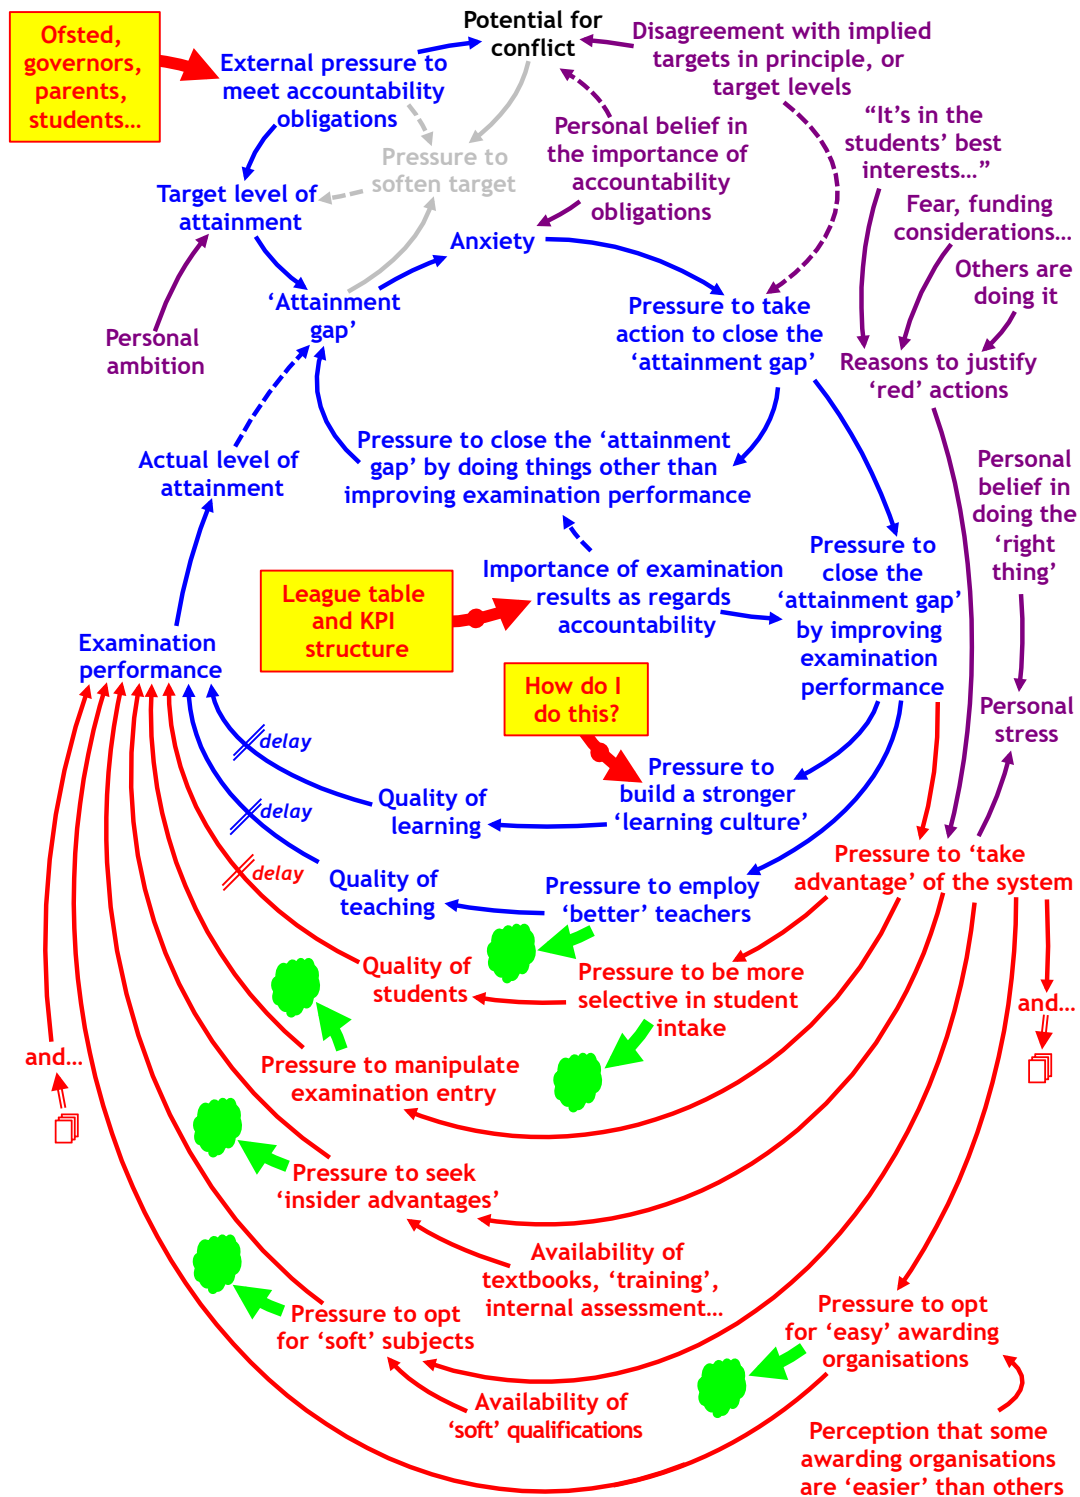 Ofsted,
governors,
parents,
students…
External pressure to
meet accountability
obligations
Potential for
conflict
Disagreement with implied
targets in principle, or
target levels
“It’s in the
students’ best
interests…”
Personal belief in
the importance of
accountability
obligations
Pressure to
soften target
Target level of
attainment
Anxiety
Fear, funding
considerations…
Others are
doing it
‘Attainment
gap’
Pressure to take
action to close the
‘attainment gap’
Personal
ambition
Reasons to justify
‘red’ actions
Actual level of
attainment
Pressure to close the ‘attainment
gap’ by doing things other than
improving examination performance
Personal
belief in
doing the
‘right
thing’
Importance of examination
results as regards
accountability
Pressure to
close the
‘attainment gap’
by improving
examination
performance
League table
and KPI
structure
Examination
performance
How do I
do this?
Personal
stress
delay
Quality of
learning
Pressure to
build a stronger
‘learning culture’
delay
Quality of
teaching
Pressure to employ
‘better’ teachers
Pressure to ‘take
advantage’ of the system
delay
Quality of
students
Pressure to be more
selective in student
intake
and…
and…
Pressure to manipulate
examination entry
Pressure to seek
‘insider advantages’
Availability of
textbooks, ‘training’,
internal assessment…
Pressure to opt
for ‘soft’ subjects
Pressure to opt
for ‘easy’ awarding
organisations
Availability of
‘soft’ qualifications
Perception that some
awarding organisations
are ‘easier’ than others